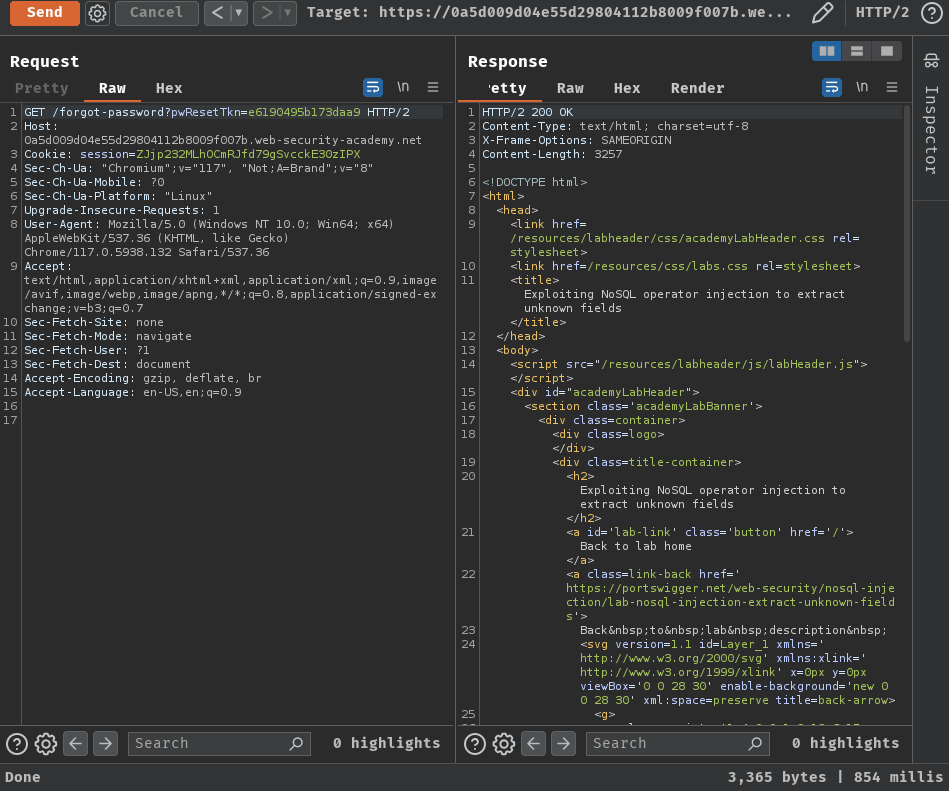 Send Cancel < ▼ > ▼ Target: https://0a5d009d04e55d29804112b8009f007b.we... HTTP/2
Request
Pretty Raw Hex \n
1 GET /forgot-password?pwResetTkn=e6190495b173daa9 HTTP/2
2 Host:
0a5d009d04e55d29804112b8009f007b.web-security-academy.net
3 Cookie: session=ZJjp232MLhOCmRJfd79gSvcckE30zIPX
4 Sec-Ch-Ua: "Chromium";v="117", "Not;A=Brand";v="8"
5 Sec-Ch-Ua-Mobile: ?0
6 Sec-Ch-Ua-Platform: "Linux"
7 Upgrade-Insecure-Requests: 1
8 User-Agent: Mozilla/5.0 (Windows NT 10.0; Win64; x64)
AppleWebKit/537.36 (KHTML, like Gecko)
Chrome/117.0.5938.132 Safari/537.36
9 Accept:
text/html,application/xhtml+xml,application/xml;q=0.9,image
/avif,image/webp,image/apng,*/*;q=0.8,application/signed-ex
change;v=b3;q=0.7
10 Sec-Fetch-Site: none
11 Sec-Fetch-Mode: navigate
12 Sec-Fetch-User: ?1
13 Sec-Fetch-Dest: document
14 Accept-Encoding: gzip, deflate, br
15 Accept-Language: en-US,en;q=0.9
16
17
Search 0 highlights
Response
retty Raw Hex Render \n
1 HTTP/2 200 OK
2 Content-Type: text/html; charset=utf-8
3 X-Frame-Options: SAMEORIGIN
4 Content-Length: 3257
5
6 <!DOCTYPE html>
7 <html>
8 <head>
9 <link href=
/resources/labheader/css/academyLabHeader.css rel=
stylesheet>
10 <link href=/resources/css/labs.css rel=stylesheet>
11 <title>
Exploiting NoSQL operator injection to extract
unknown fields
</title>
12 </head>
13 <body>
14 <script src="/resources/labheader/js/labHeader.js">
</script>
15 <div id="academyLabHeader">
16 <section class='academyLabBanner'>
17 <div class=container>
18 <div class=logo>
</div>
19 <div class=title-container>
20 <h2>
Exploiting NoSQL operator injection to
extract unknown fields
</h2>
21 <a id='lab-link' class='button' href='/'>
Back to lab home
</a>
22 <a class=link-back href='
https://portswigger.net/web-security/nosql-inje
ction/lab-nosql-injection-extract-unknown-field
s'>
23 Back&nbsp;to&nbsp;lab&nbsp;description&nbsp;
24 <svg version=1.1 id=Layer_1 xmlns='
http://www.w3.org/2000/svg' xmlns:xlink='
http://www.w3.org/1999/xlink' x=0px y=0px
viewBox='0 0 28 30' enable-background='new 0
0 28 30' xml:space=preserve title=back-arrow>
25 <g>
Search 0 highlights
Inspector
Done 3,365 bytes | 854 millis